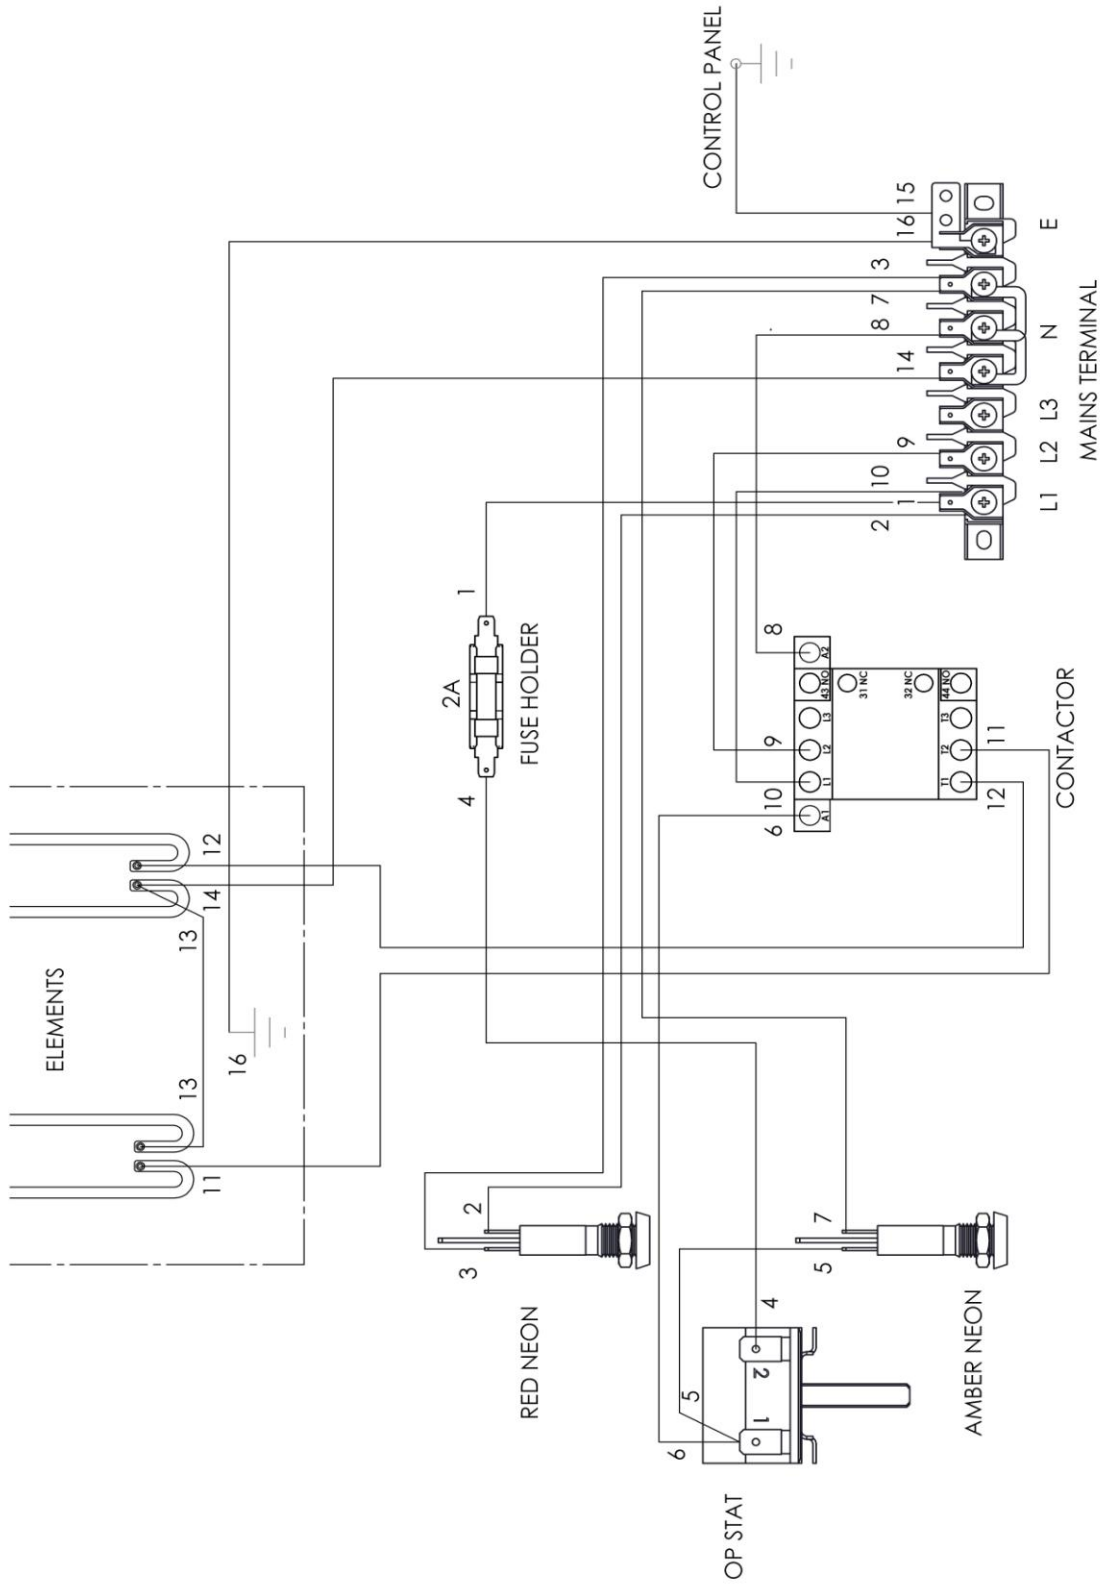 ELEMENTS
13
11
13
14
12
16
CONTROL PANEL
2A
4
1
FUSE HOLDER
3
2
RED NEON
OP STAT
6
5
4
1
2
5
7
AMBER NEON
6
10
9
8
A1
L1
L2
L3
43 NO
A2
31 NC
32 NC
T1
T2
T3
44 NO
12
11
CONTACTOR
2
1
10
9
14
8
7
3
16
15
L1
L2
L3
N
E
MAINS TERMINAL